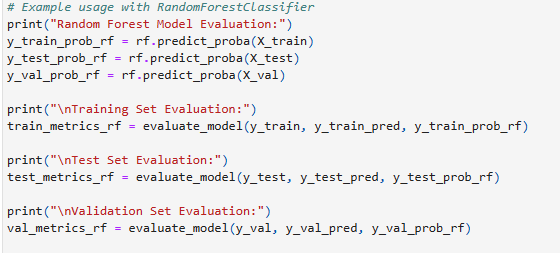 # Example usage with RandomForestClassifier
print("Random Forest Model Evaluation:")
y_train_prob_rf = rf.predict_proba(X_train)
y_test_prob_rf = rf.predict_proba(X_test)
y_val_prob_rf = rf.predict_proba(X_val)
print("\nTraining Set Evaluation:")
train_metrics_rf = evaluate_model(y_train, y_train_pred, y_train_prob_rf)
print("\nTest Set Evaluation:")
test_metrics_rf = evaluate_model(y_test, y_test_pred, y_test_prob_rf)
print("\nValidation Set Evaluation:")
val_metrics_rf = evaluate_model(y_val, y_val_pred, y_val_prob_rf)